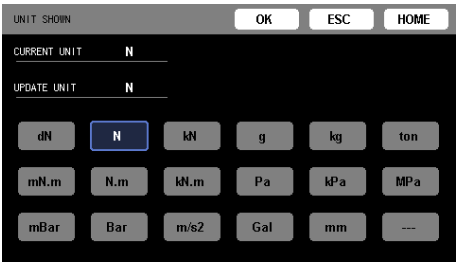 UNIT SHOWN OK ESC HOME
CURRENT UNIT N
UPDATE UNIT N
dN N kN g kg ton
mN.m N.m kN.m Pa kPa MPa
mBar Bar m/s2 Gal mm ---